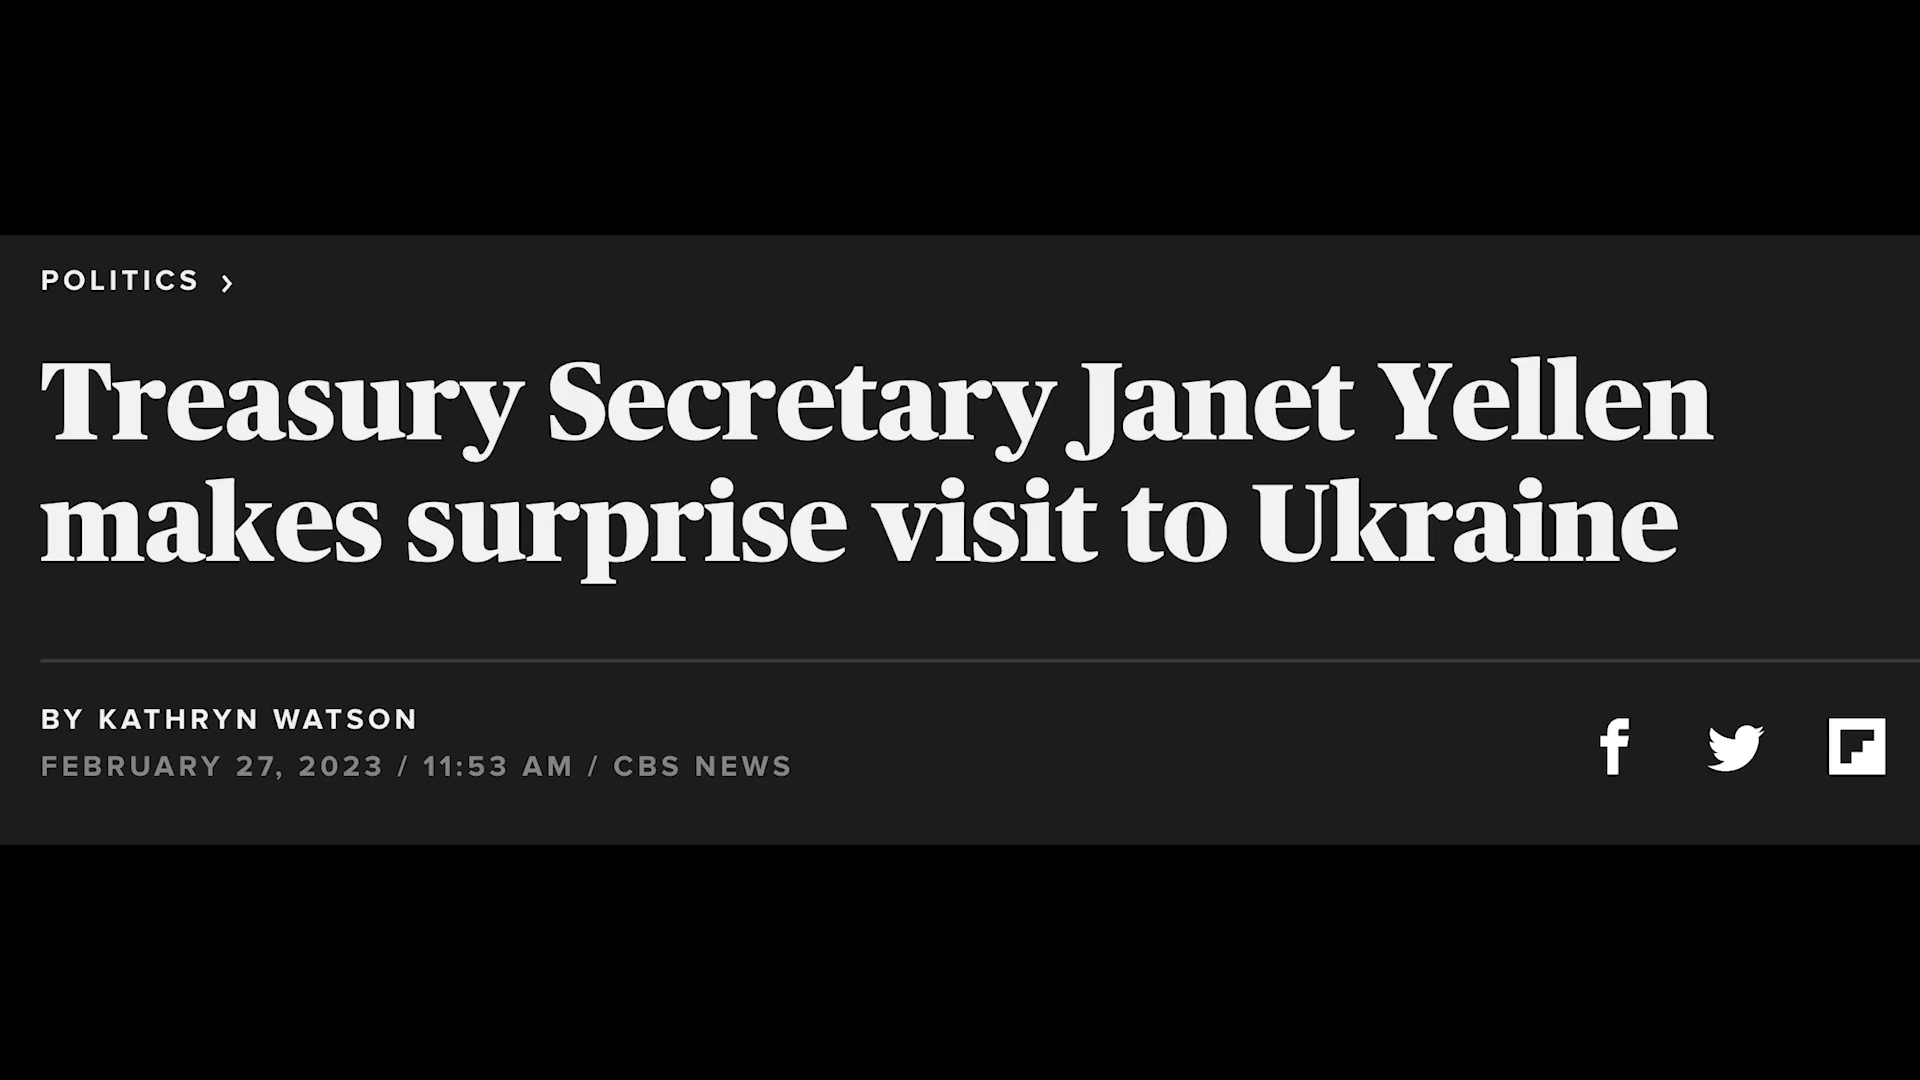 POLITICS ›
Treasury Secretary Janet Yellen
makes surprise visit to Ukraine
BY KATHRYN WATSON
FEBRUARY 27, 2023 / 11:53 AM / CBS NEWS